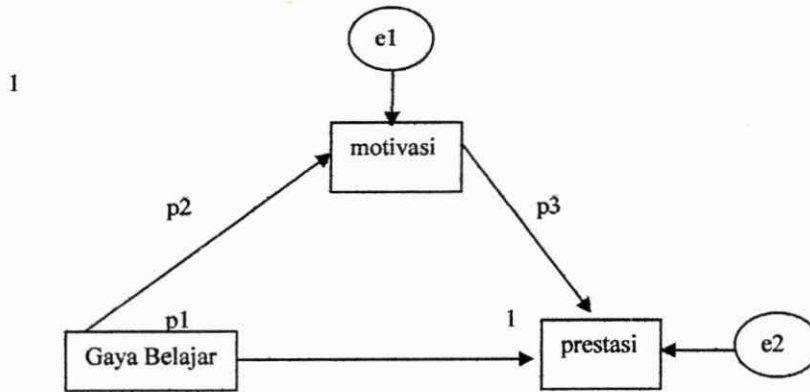 e1
1
motivasi
p2
p3
p1
1
Gaya Belajar
prestasi
e2